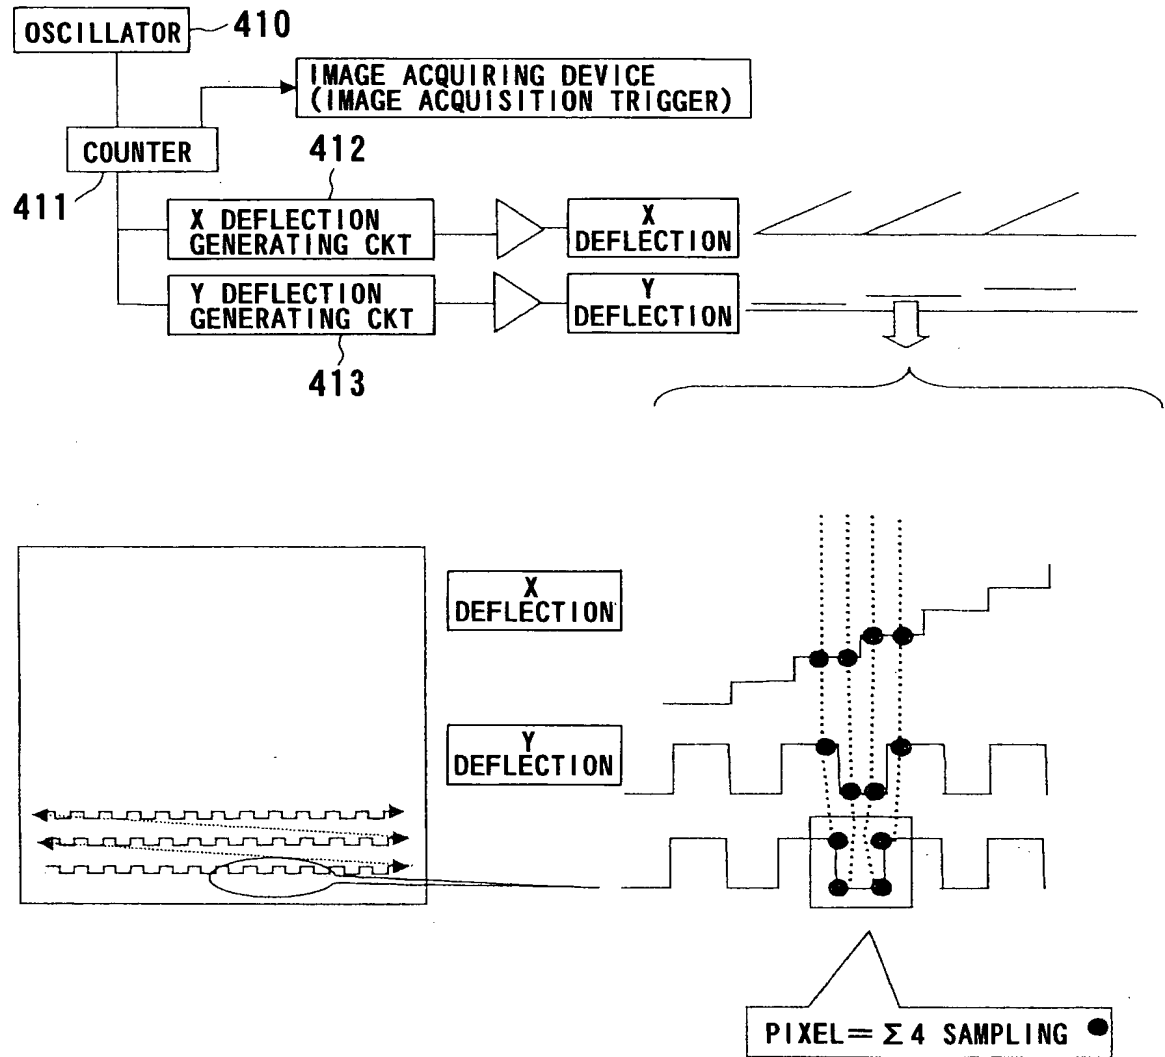 OSCILLATOR
410
IMAGE ACQUIRING DEVICE
(IMAGE ACQUISITION TRIGGER)
COUNTER
411
412
X DEFLECTION
GENERATING CKT
X
DEFLECTION
Y DEFLECTION
GENERATING CKT
Y
DEFLECTION
413
X
DEFLECTION
Y
DEFLECTION
PIXEL=Σ4 SAMPLING ●